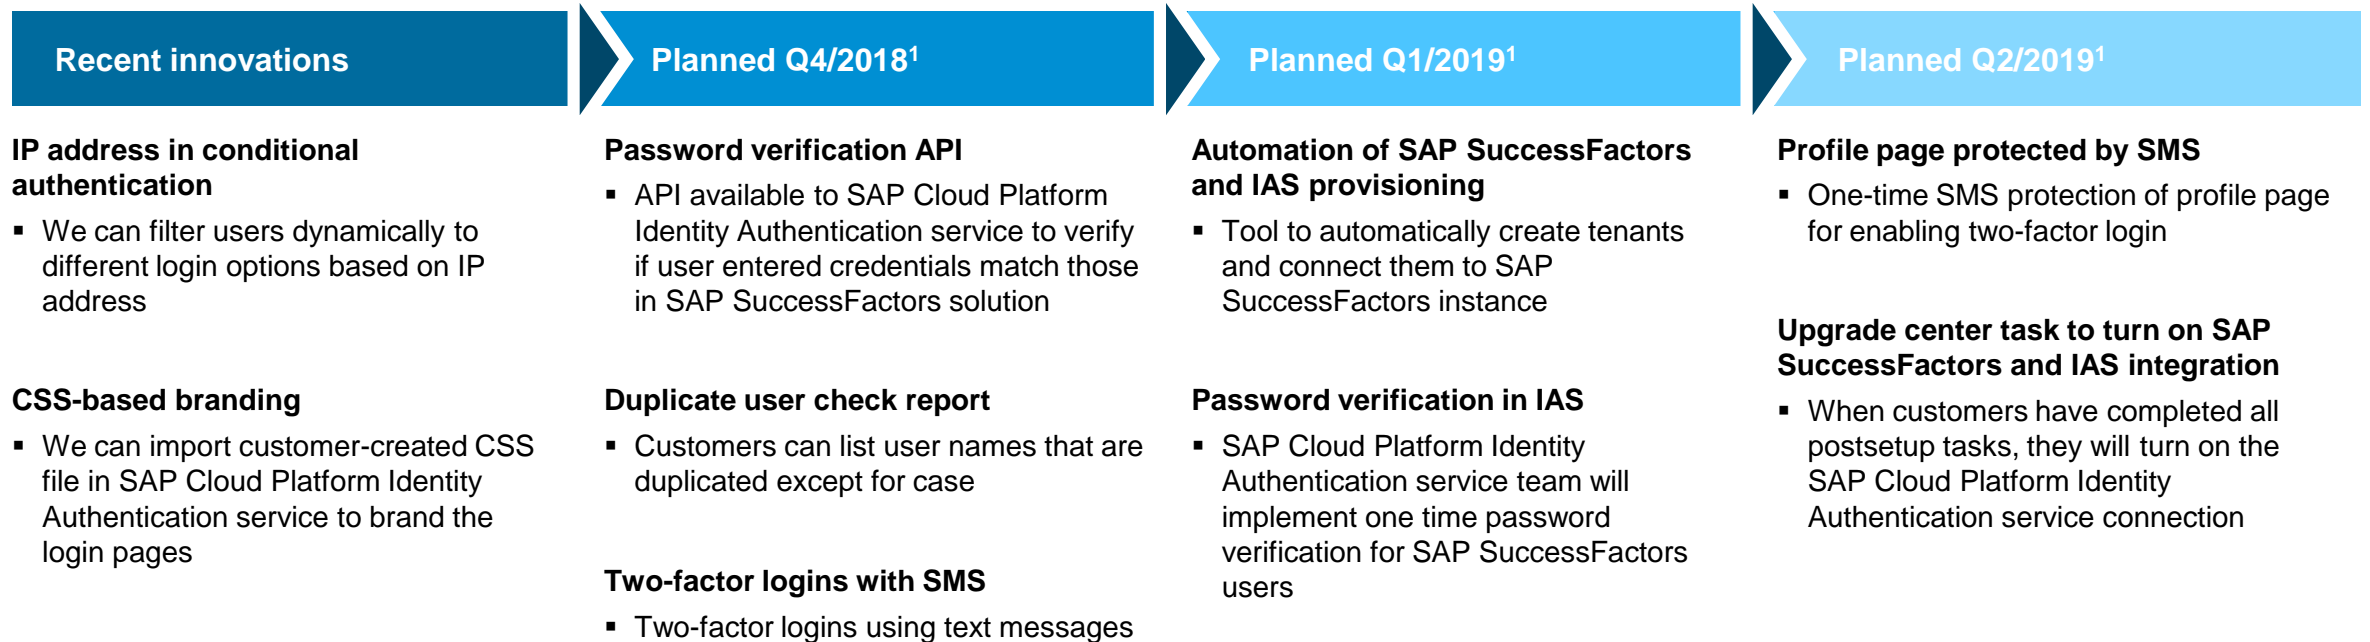 Recent innovations
IP address in conditional
authentication
▪ We can filter users dynamically to
different login options based on IP
address
CSS-based branding
▪ We can import customer-created CSS
file in SAP Cloud Platform Identity
Authentication service to brand the
login pages
Planned Q4/2018¹
Password verification API
▪ API available to SAP Cloud Platform
Identity Authentication service to verify
if user entered credentials match those
in SAP SuccessFactors solution
Duplicate user check report
▪ Customers can list user names that are
duplicated except for case
Two-factor logins with SMS
▪ Two-factor logins using text messages
Planned Q1/2019¹
Automation of SAP SuccessFactors
and IAS provisioning
▪ Tool to automatically create tenants
and connect them to SAP
SuccessFactors instance
Password verification in IAS
▪ SAP Cloud Platform Identity
Authentication service team will
implement one time password
verification for SAP SuccessFactors
users
Planned Q2/2019¹
Profile page protected by SMS
▪ One-time SMS protection of profile page
for enabling two-factor login
Upgrade center task to turn on SAP
SuccessFactors and IAS integration
▪ When customers have completed all
postsetup tasks, they will turn on the
SAP Cloud Platform Identity
Authentication service connection